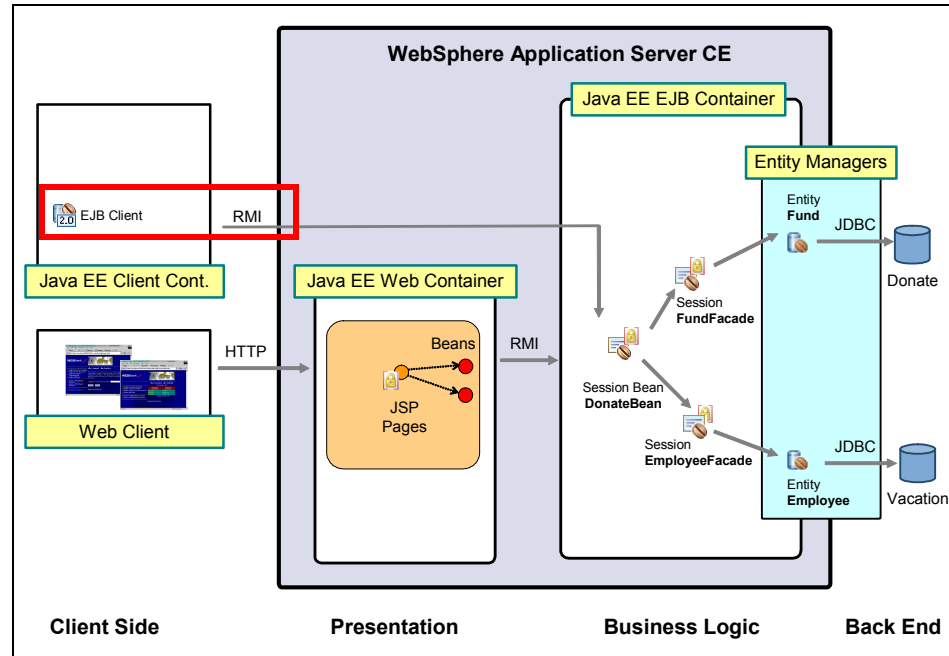 WebSphere Application Server CE
Java EE EJB Container
Entity Managers
2.0
EJB Client
RMI
Java EE Client Cont.
Entity
Fund
JDBC
Donate
Java EE Web Container
Session
FundFacade
HTTP
Beans
RMI
JSP
Pages
Session Bean
DonateBean
Web Client
Session
EmployeeFacade
JDBC
Entity
Employee
Vacation
Client Side
Presentation
Business Logic
Back End